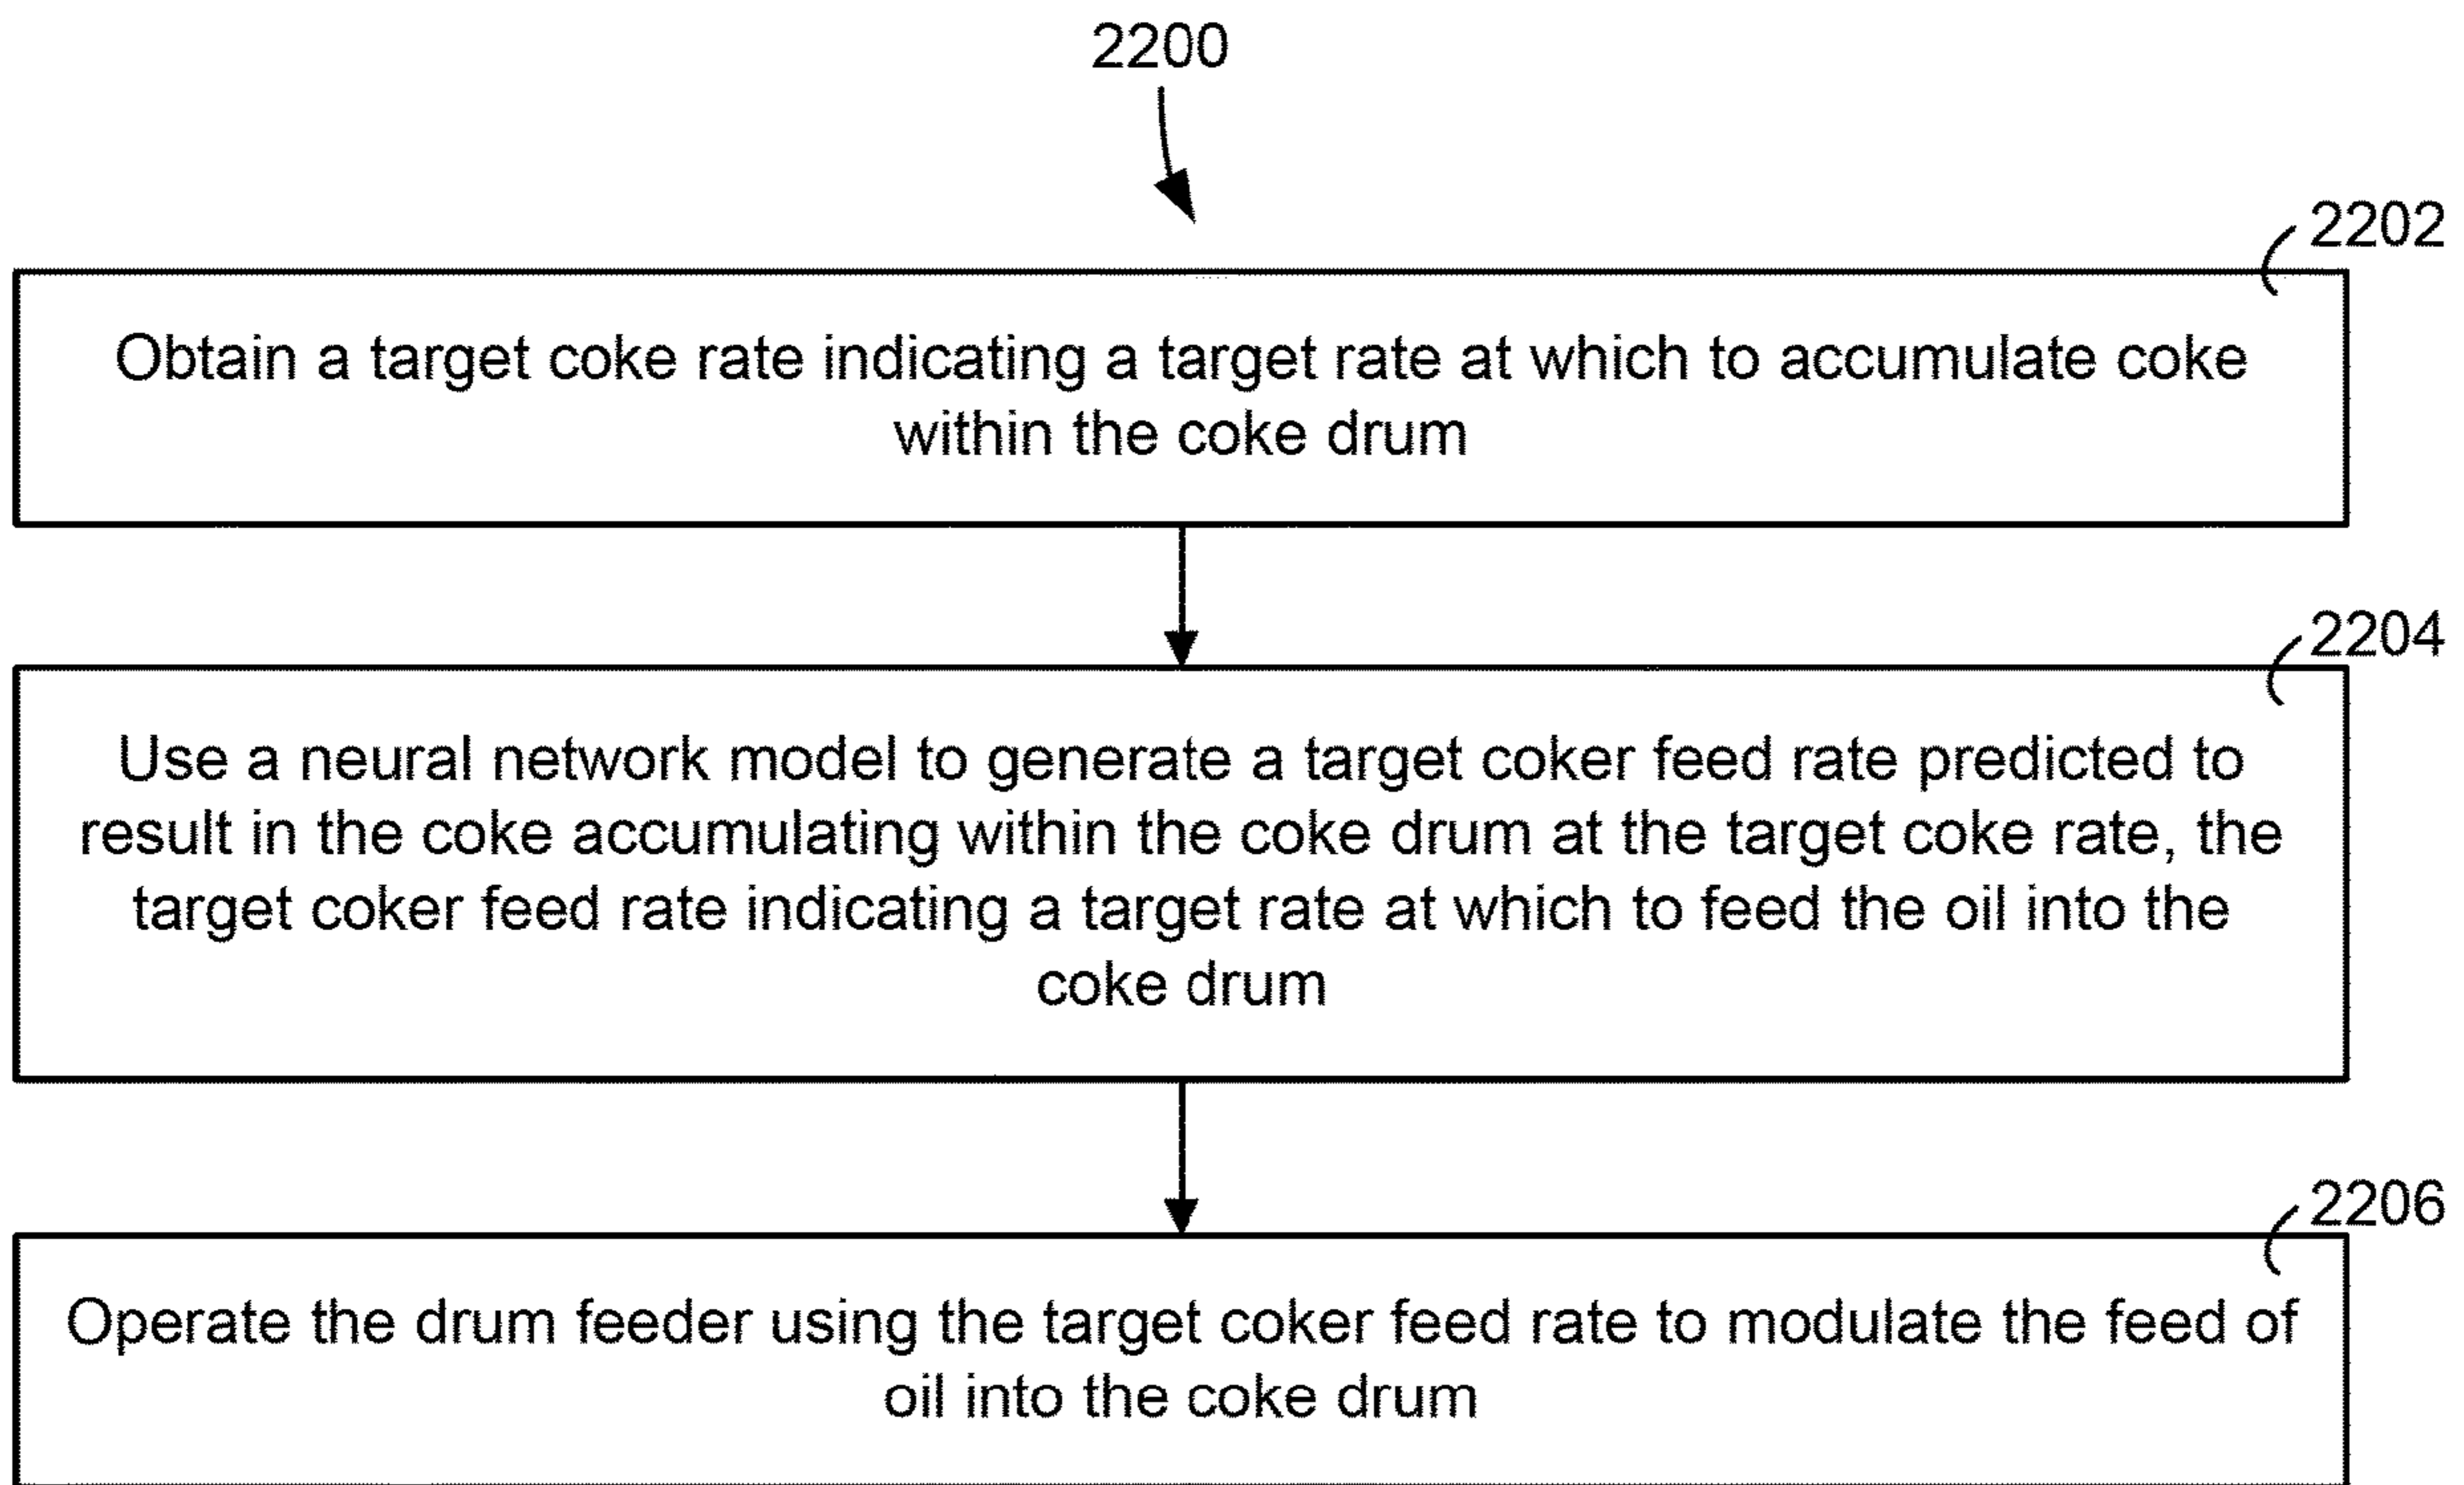 2200
2202
Obtain a target coke rate indicating a target rate at which to accumulate coke
within the coke drum
2204
Use a neural network model to generate a target coker feed rate predicted to
result in the coke accumulating within the coke drum at the target coke rate, the
target coker feed rate indicating a target rate at which to feed the oil into the
coke drum
2206
Operate the drum feeder using the target coker feed rate to modulate the feed of
oil into the coke drum